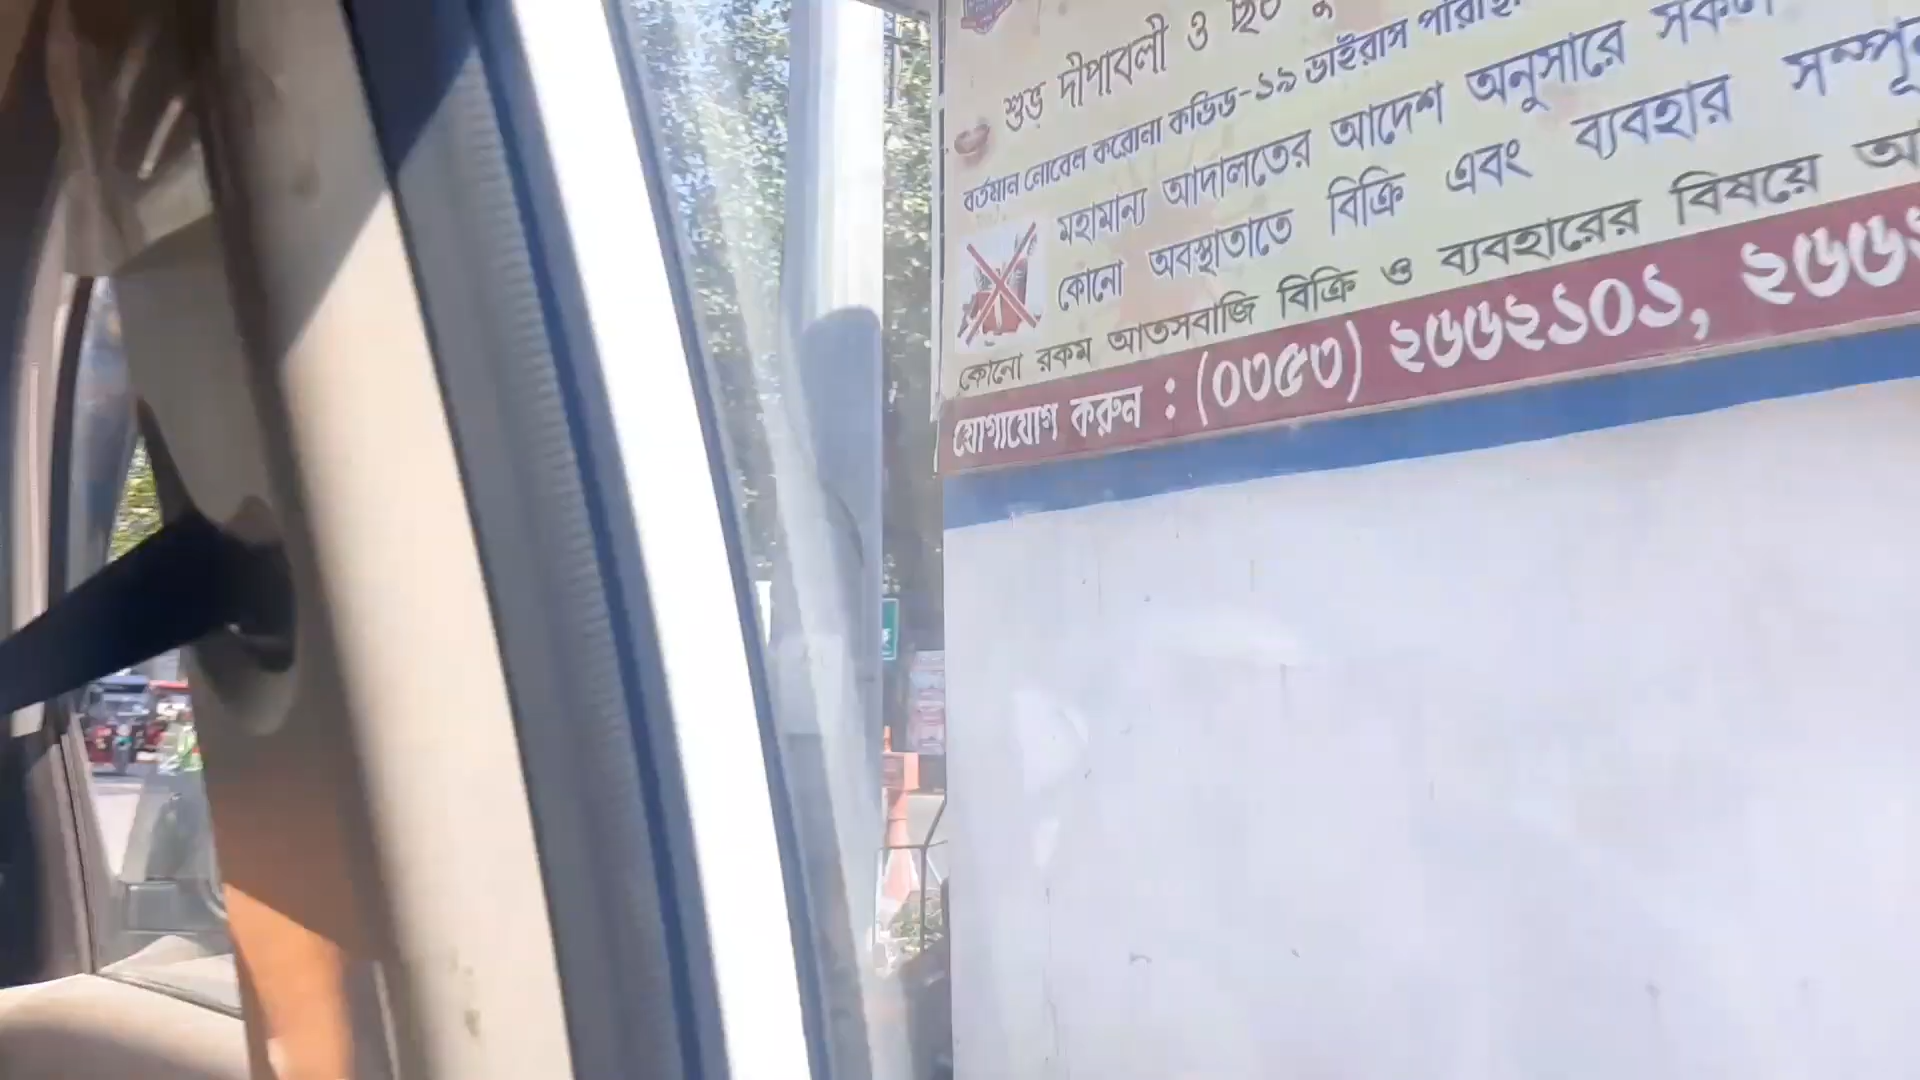 শুভ দীপাবলী ও
বর্তমান নোবেল করোনা কভিড-১৯ ভাইরাস
মহামান্য আদালতের আদেশ অনুসারে সকল
কোনো অবস্থাতাতে বিক্রি এবং ব্যবহার
কোনো রকম আতসবাজি বিক্রি ও ব্যবহারের বিষয়ে
যোগাযোগ করুন : (০৩৫৩) ২৬৬২১০১,